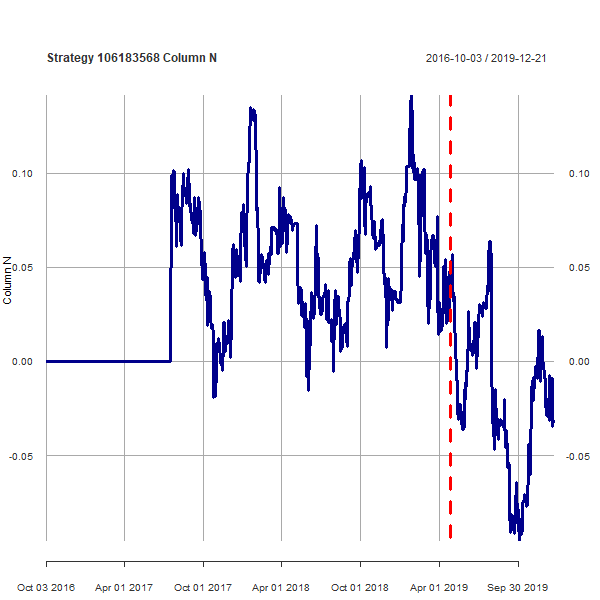 Strategy 106183568 Column N
2016-10-03 / 2019-12-21
Column N
0.10
0.05
0.00
-0.05
0.10
0.05
0.00
-0.05
Oct 03 2016
Apr 01 2017
Oct 01 2017
Apr 01 2018
Oct 01 2018
Apr 01 2019
Sep 30 2019